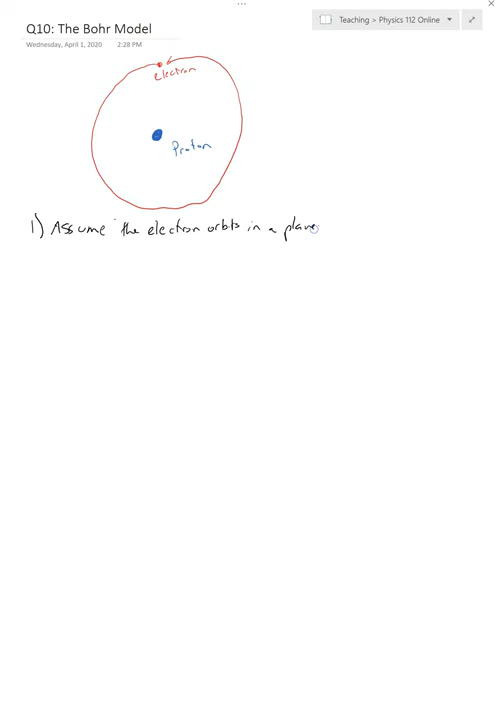 Q10: The Bohr Model
Teaching > Physics 112 Online
Wednesday, April 1, 2020 2:28 PM
electron
Proton
1) Assume the electron orbits in a plane